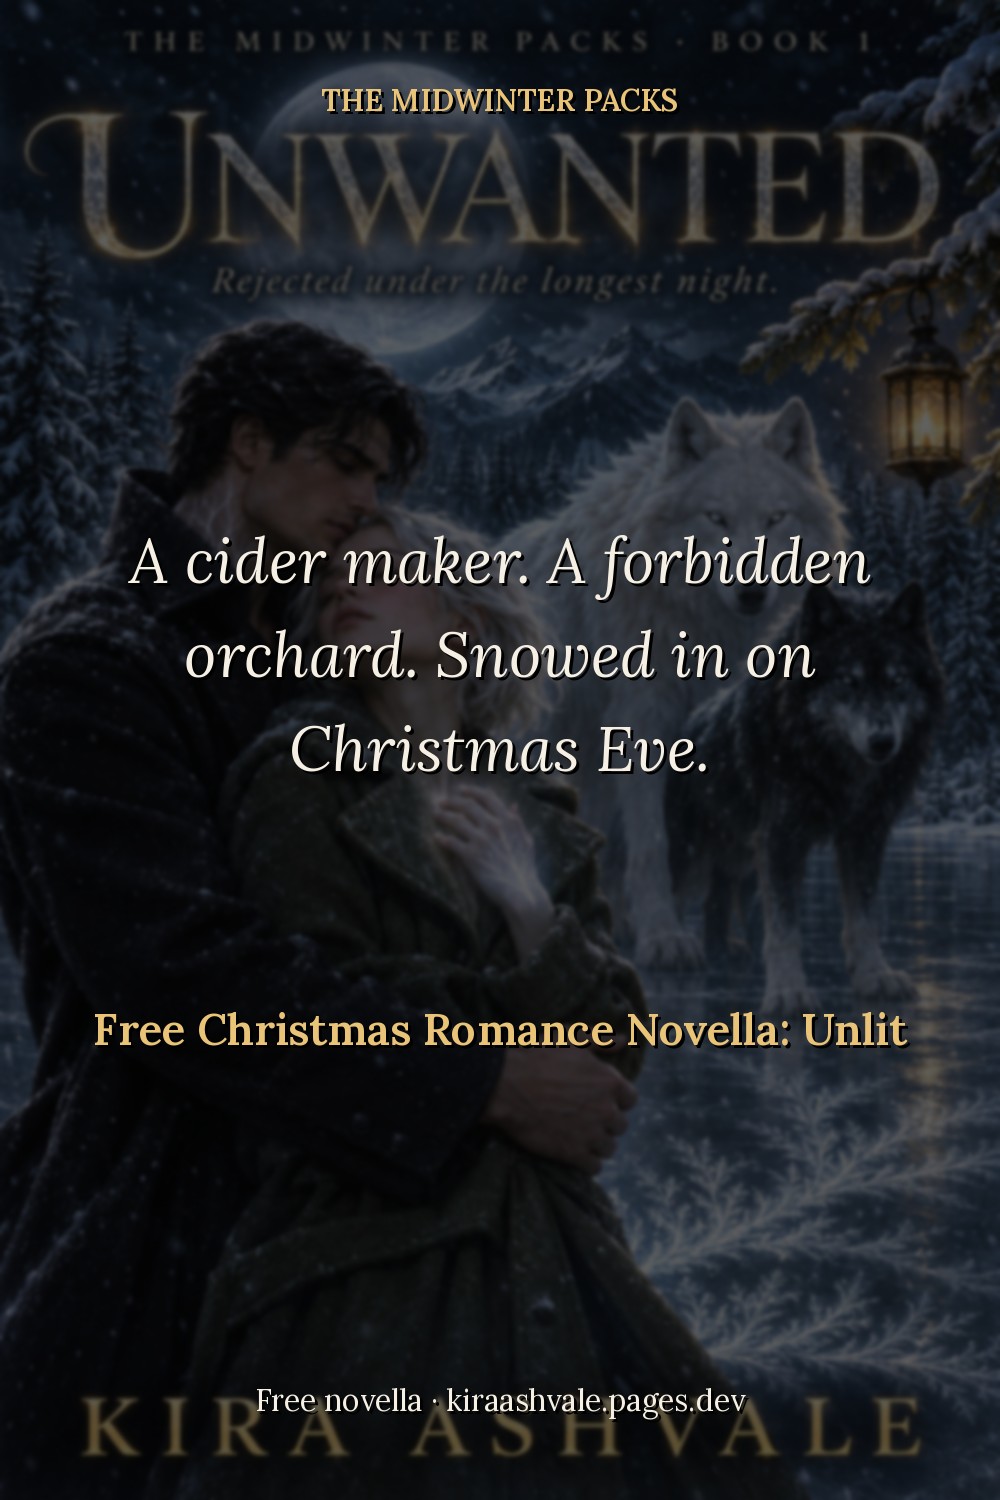 THE MIDWINTER PACKS · BOOK 1
THE MIDWINTER PACKS
UNWANTED
Rejected under the longest night.
A cider maker. A forbidden
orchard. Snowed in on
Christmas Eve.
Free Christmas Romance Novella: Unlit
Free novella · kiraashvale.pages.dev
KIRA ASHVALE